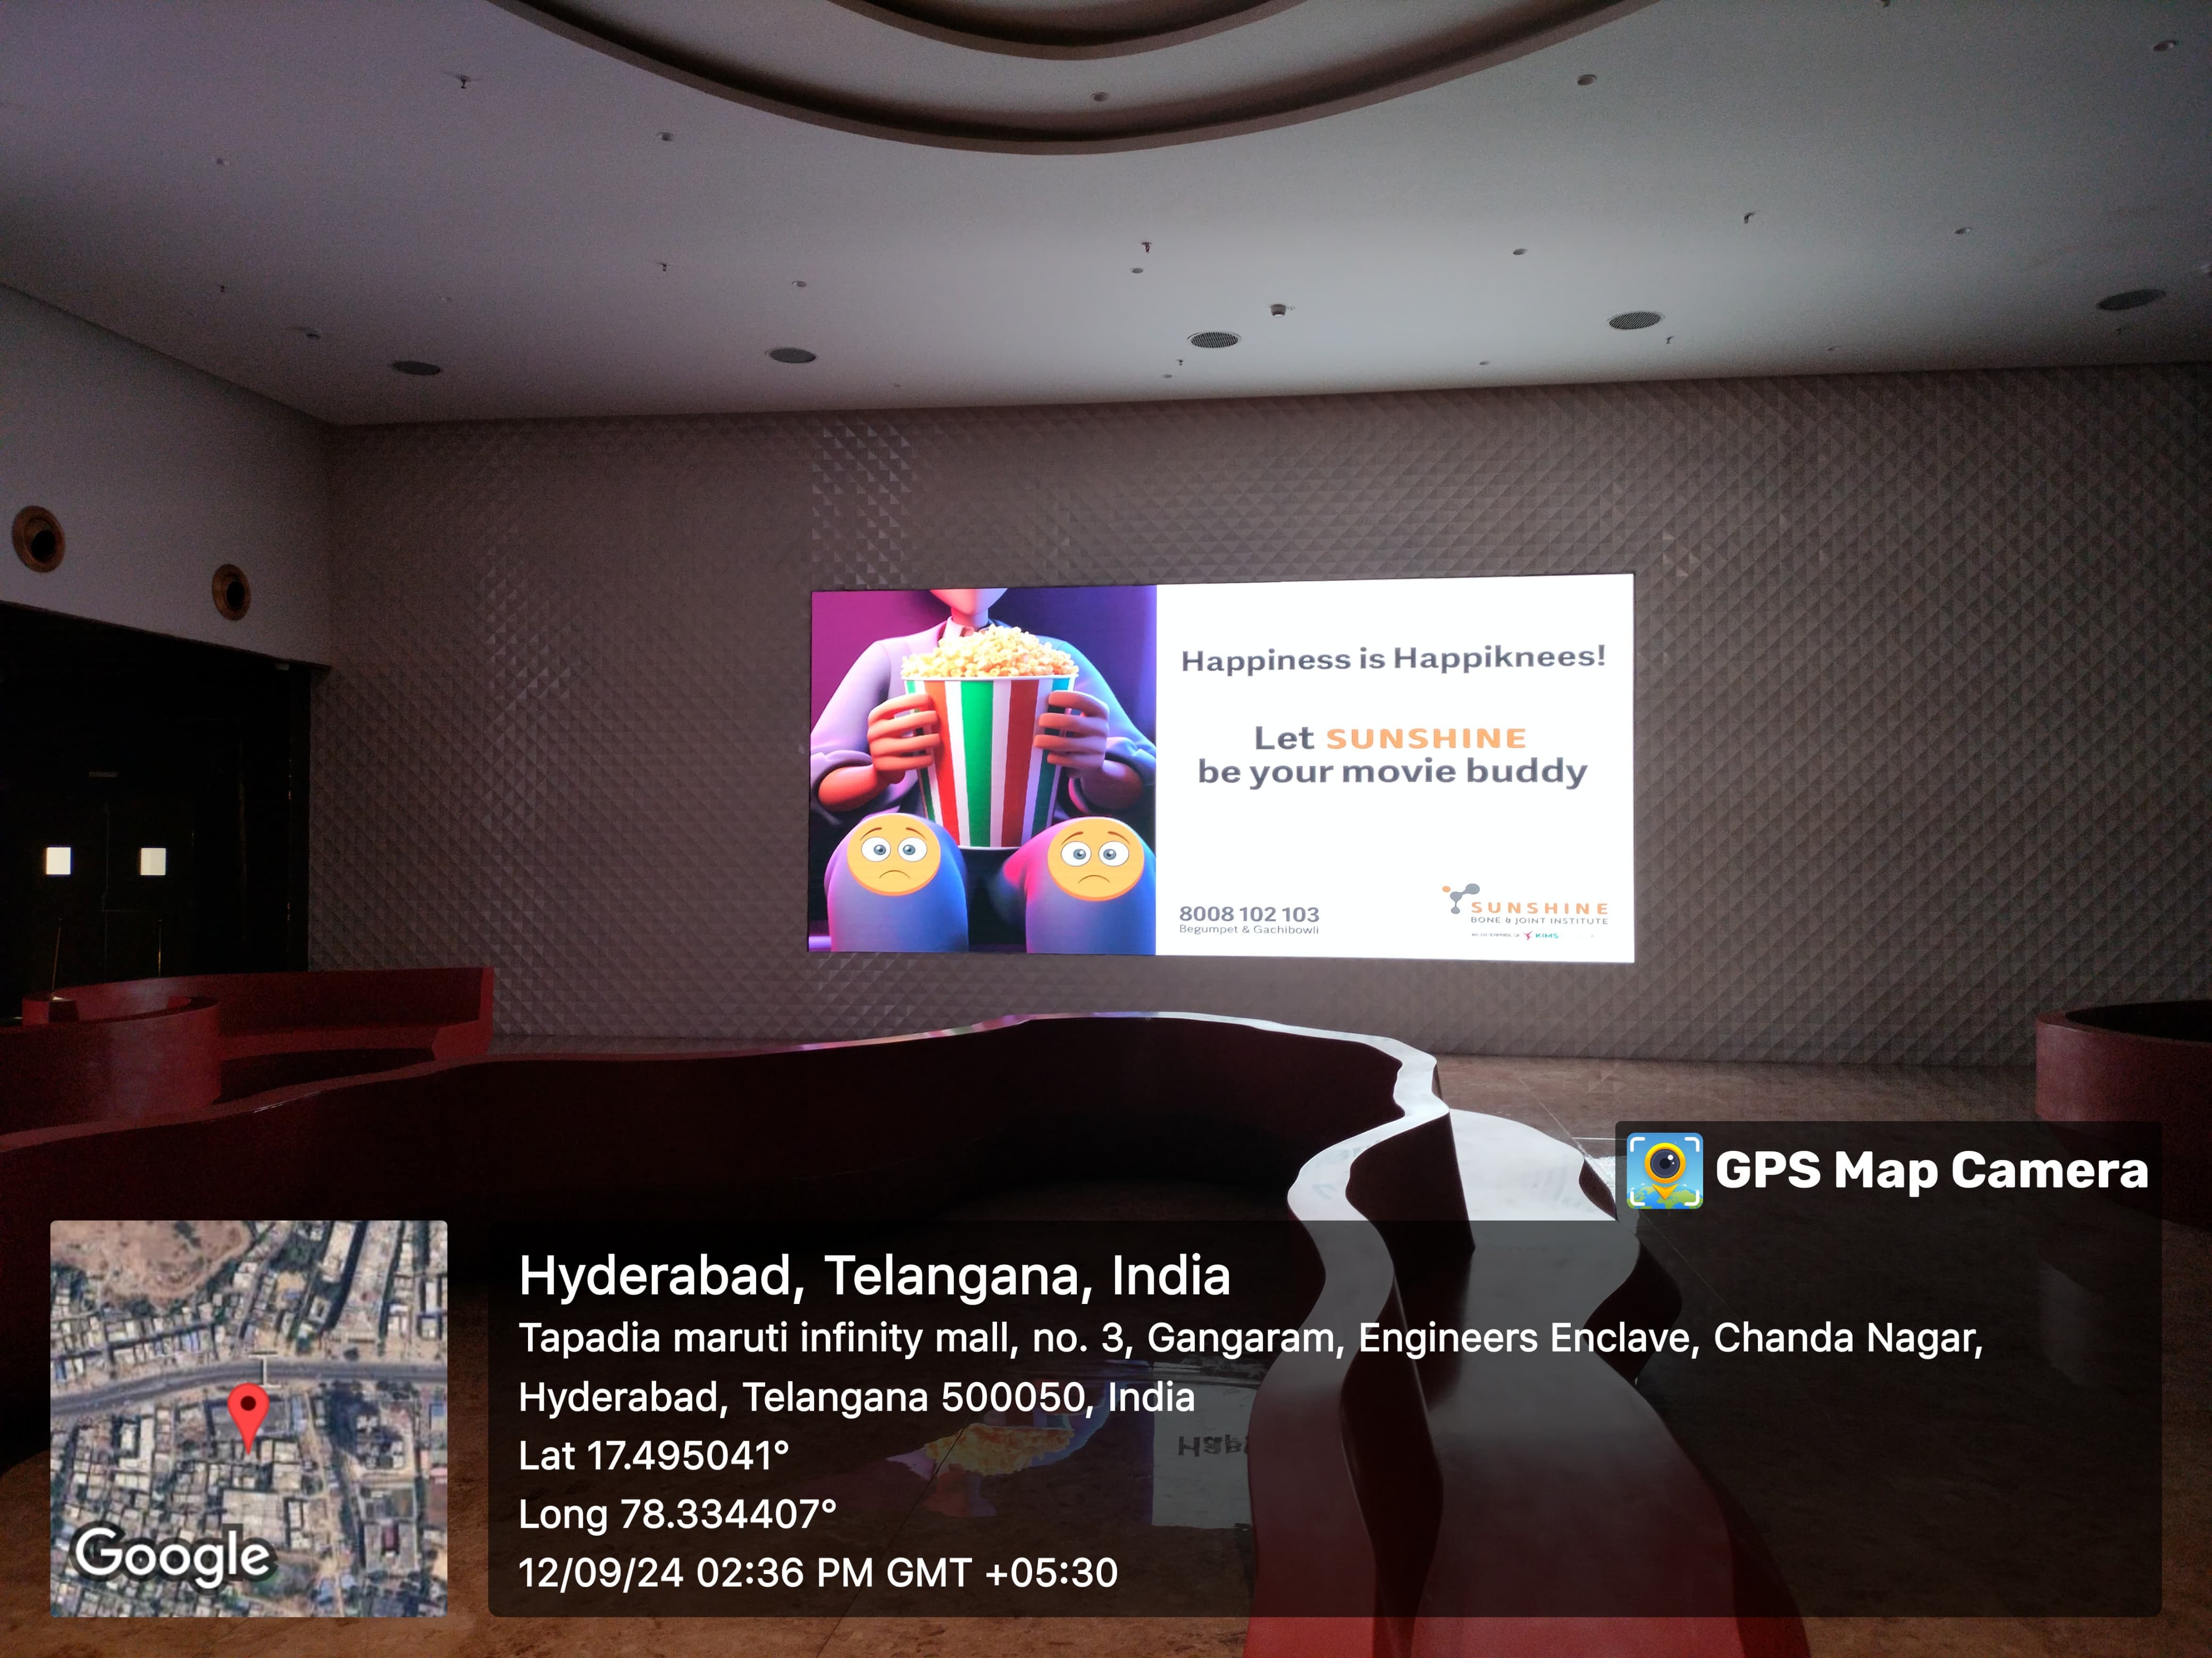 Happiness is Happiknees!
Let SUNSHINE
be your movie buddy
8008 102 103
Begumpet & Gachibowli
SUNSHINE
BONE & JOINT INSTITUTE
KIMS
GPS Map Camera
Hyderabad, Telangana, India
Tapadia maruti infinity mall, no. 3, Gangaram, Engineers Enclave, Chanda Nagar,
Hyderabad, Telangana 500050, India
Lat 17.495041°
Long 78.334407°
12/09/24 02:36 PM GMT +05:30
Google